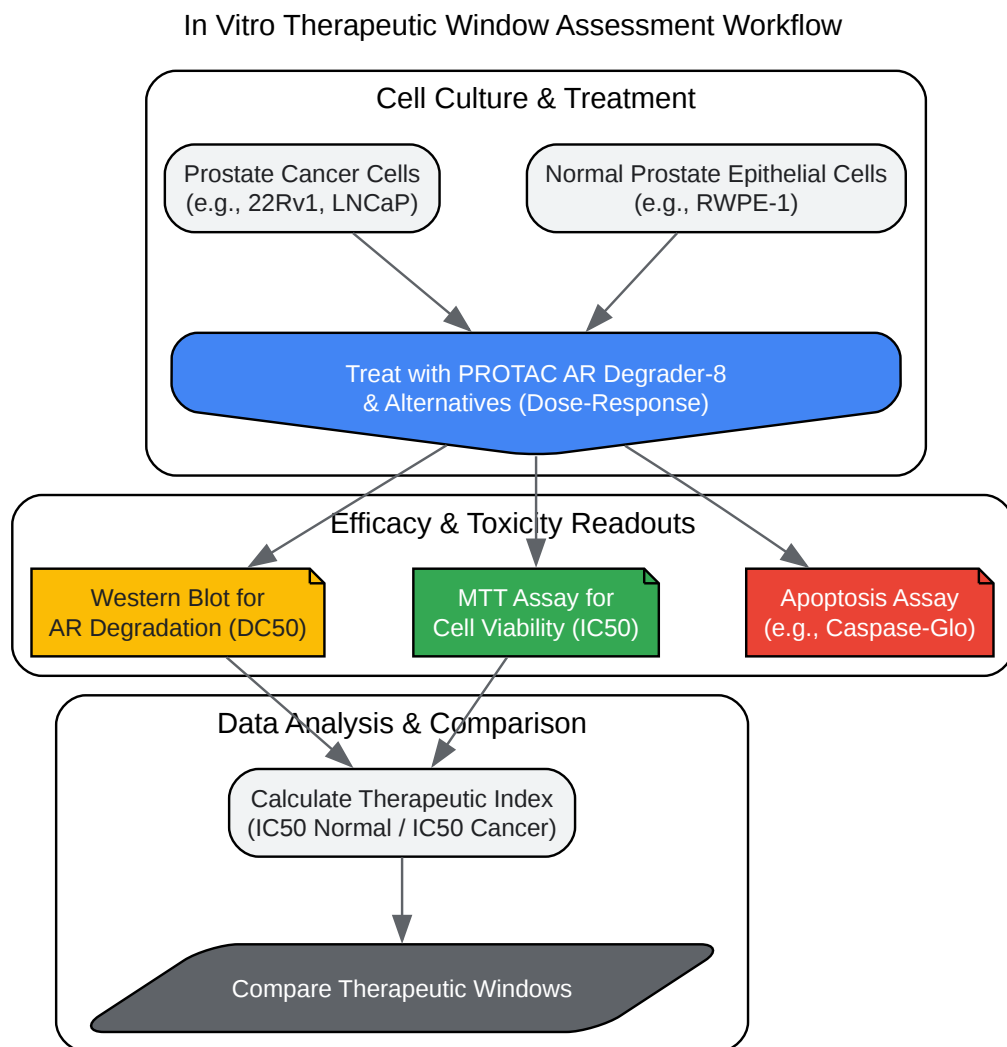 In Vitro Therapeutic Window Assessment Workflow
Cell Culture & Treatment
Prostate Cancer Cells
(e.g., 22Rv1, LNCaP)
Normal Prostate Epithelial Cells
(e.g., RWPE-1)
Treat with PROTAC AR Degrader-8
& Alternatives (Dose-Response)
Efficacy & Toxicity Readouts
Western Blot for
AR Degradation (DC50)
MTT Assay for
Cell Viability (IC50)
Apoptosis Assay
(e.g., Caspase-Glo)
Data Analysis & Comparison
Calculate Therapeutic Index
(IC50 Normal / IC50 Cancer)
Compare Therapeutic Windows